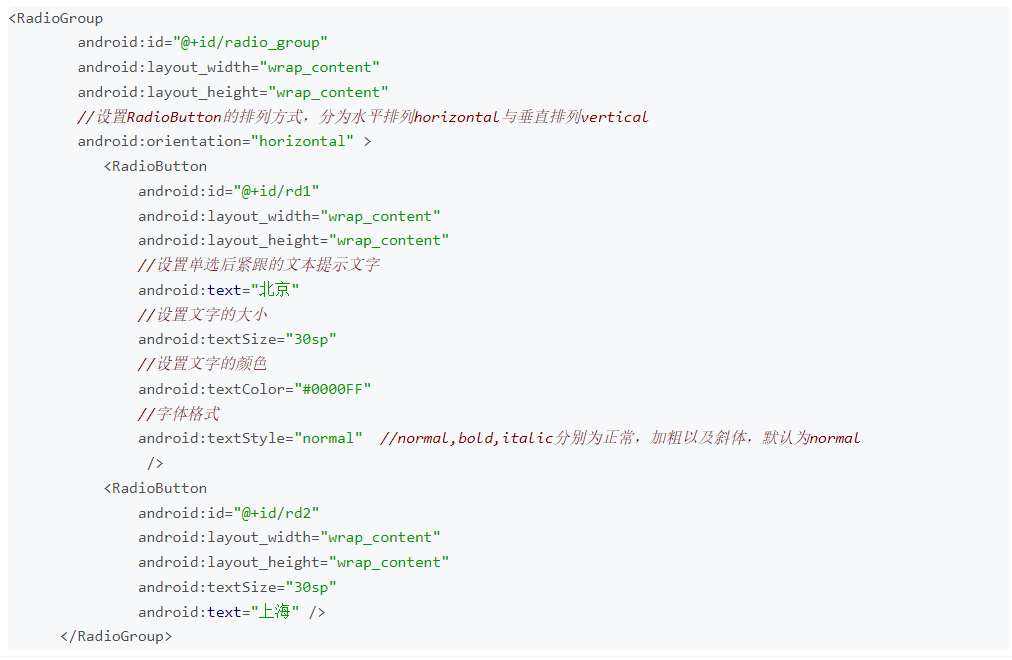 <RadioGroup
android:id="@+id/radio_group"
android:layout_width="wrap_content"
android:layout_height="wrap_content"
//设置RadioButton的排列方式，分为水平排列horizontal与垂直排列vertical
android:orientation="horizontal" >
<RadioButton
android:id="@+id/rd1"
android:layout_width="wrap_content"
android:layout_height="wrap_content"
//设置单选后紧跟的文本提示文字
android:text="北京"
//设置文字的大小
android:textSize="30sp"
//设置文字的颜色
android:textColor="#0000FF"
//字体格式
android:textStyle="normal"  //normal,bold,italic分别为正常，加粗以及斜体，默认为normal
/>
<RadioButton
android:id="@+id/rd2"
android:layout_width="wrap_content"
android:layout_height="wrap_content"
android:textSize="30sp"
android:text="上海" />
</RadioGroup>